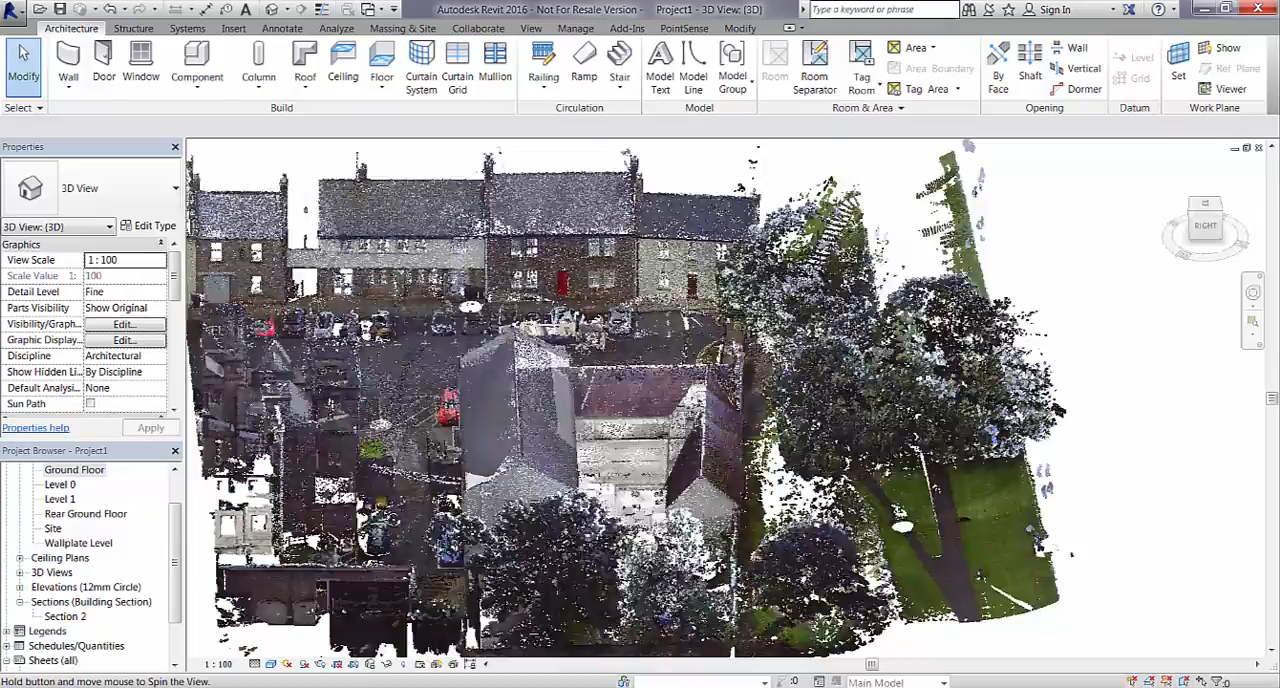 Autodesk Revit 2016 - Not For Resale Version - Project1 - 3D View: {3D}
Type a keyword or phrase
Sign In
Architecture Structure Systems Insert Annotate Analyze Massing & Site Collaborate View Manage Add-Ins PointSense Modify
Modify Wall Door Window Component Column Roof Ceiling Floor Curtain System Curtain Grid Mullion Railing Ramp Stair Model Text Model Line Model Group Room Room Separator Tag Room
Area
Area Boundary
Tag Area
By Face Shaft
Wall
Vertical
Dormer
Level
Grid
Set
Show
Ref Plane
Viewer
Select Build Circulation Model Room & Area Opening Datum Work Plane
Properties
3D View
3D View: {3D} Edit Type
Graphics
View Scale 1 : 100
Scale Value 1: 100
Detail Level Fine
Parts Visibility Show Original
Visibility/Graph... Edit...
Graphic Display... Edit...
Discipline Architectural
Show Hidden Li... By Discipline
Default Analysi... None
Sun Path
Properties help Apply
Project Browser - Project1
Ground Floor
Level 0
Level 1
Rear Ground Floor
Site
Wallplate Level
Ceiling Plans
3D Views
Elevations (12mm Circle)
Sections (Building Section)
Section 2
Legends
Schedules/Quantities
Sheets (all)
RIGHT
1 : 100
Hold button and move mouse to Spin the View.
:0
Main Model
:0